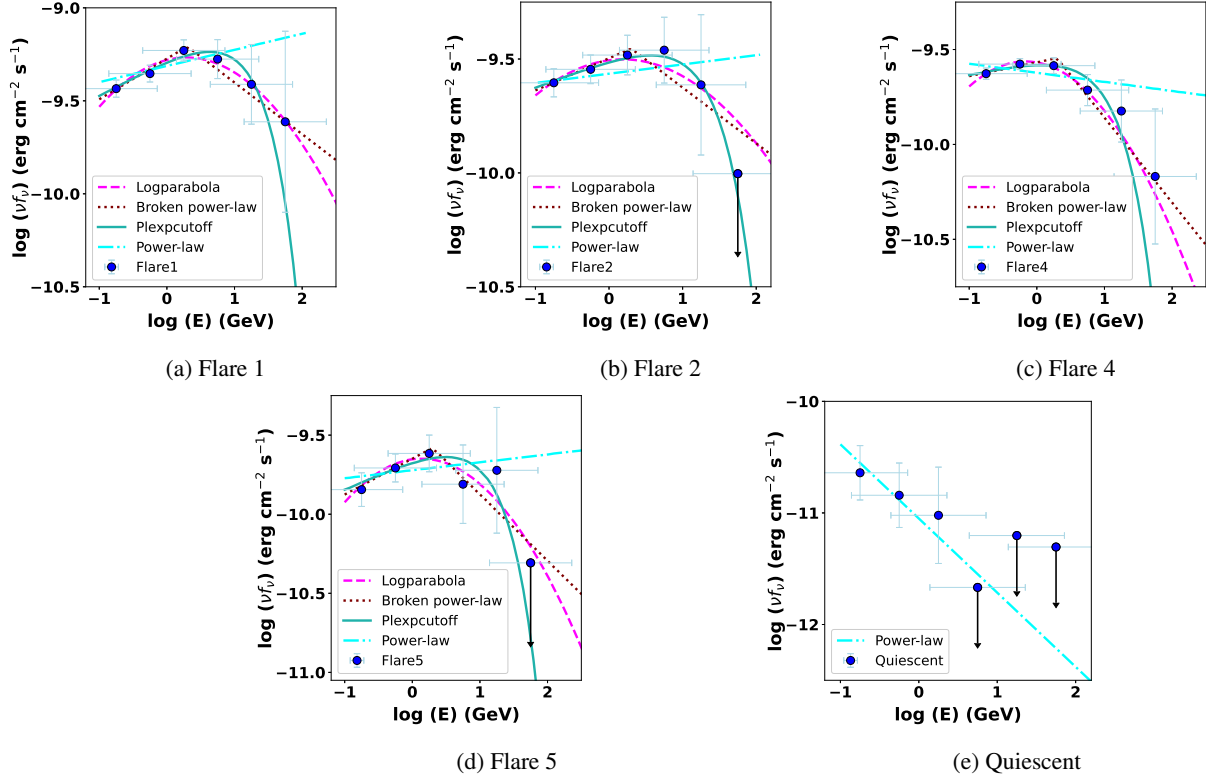 −9.0
−9.5
−10.0
−10.5
log (νfν) (erg cm−2 s−1)
Logparabola
Broken power-law
Plexpcutoff
Power-law
Flare1
−1 0 1 2
log (E) (GeV)
(a) Flare 1
−9.5
−10.0
−10.5
log (νfν) (erg cm−2 s−1)
Logparabola
Broken power-law
Plexpcutoff
Power-law
Flare2
−1 0 1 2
log (E) (GeV)
(b) Flare 2
−9.5
−10.0
−10.5
log (νfν) (erg cm−2 s−1)
Logparabola
Broken power-law
Plexpcutoff
Power-law
Flare4
−1 0 1 2
log (E) (GeV)
(c) Flare 4
−9.5
−10.0
−10.5
−11.0
log (νfν) (erg cm−2 s−1)
Logparabola
Broken power-law
Plexpcutoff
Power-law
Flare5
−1 0 1 2
log (E) (GeV)
(d) Flare 5
−10
−11
−12
log (νfν) (erg cm−2 s−1)
Power-law
Quiescent
−1 0 1 2
log (E) (GeV)
(e) Quiescent